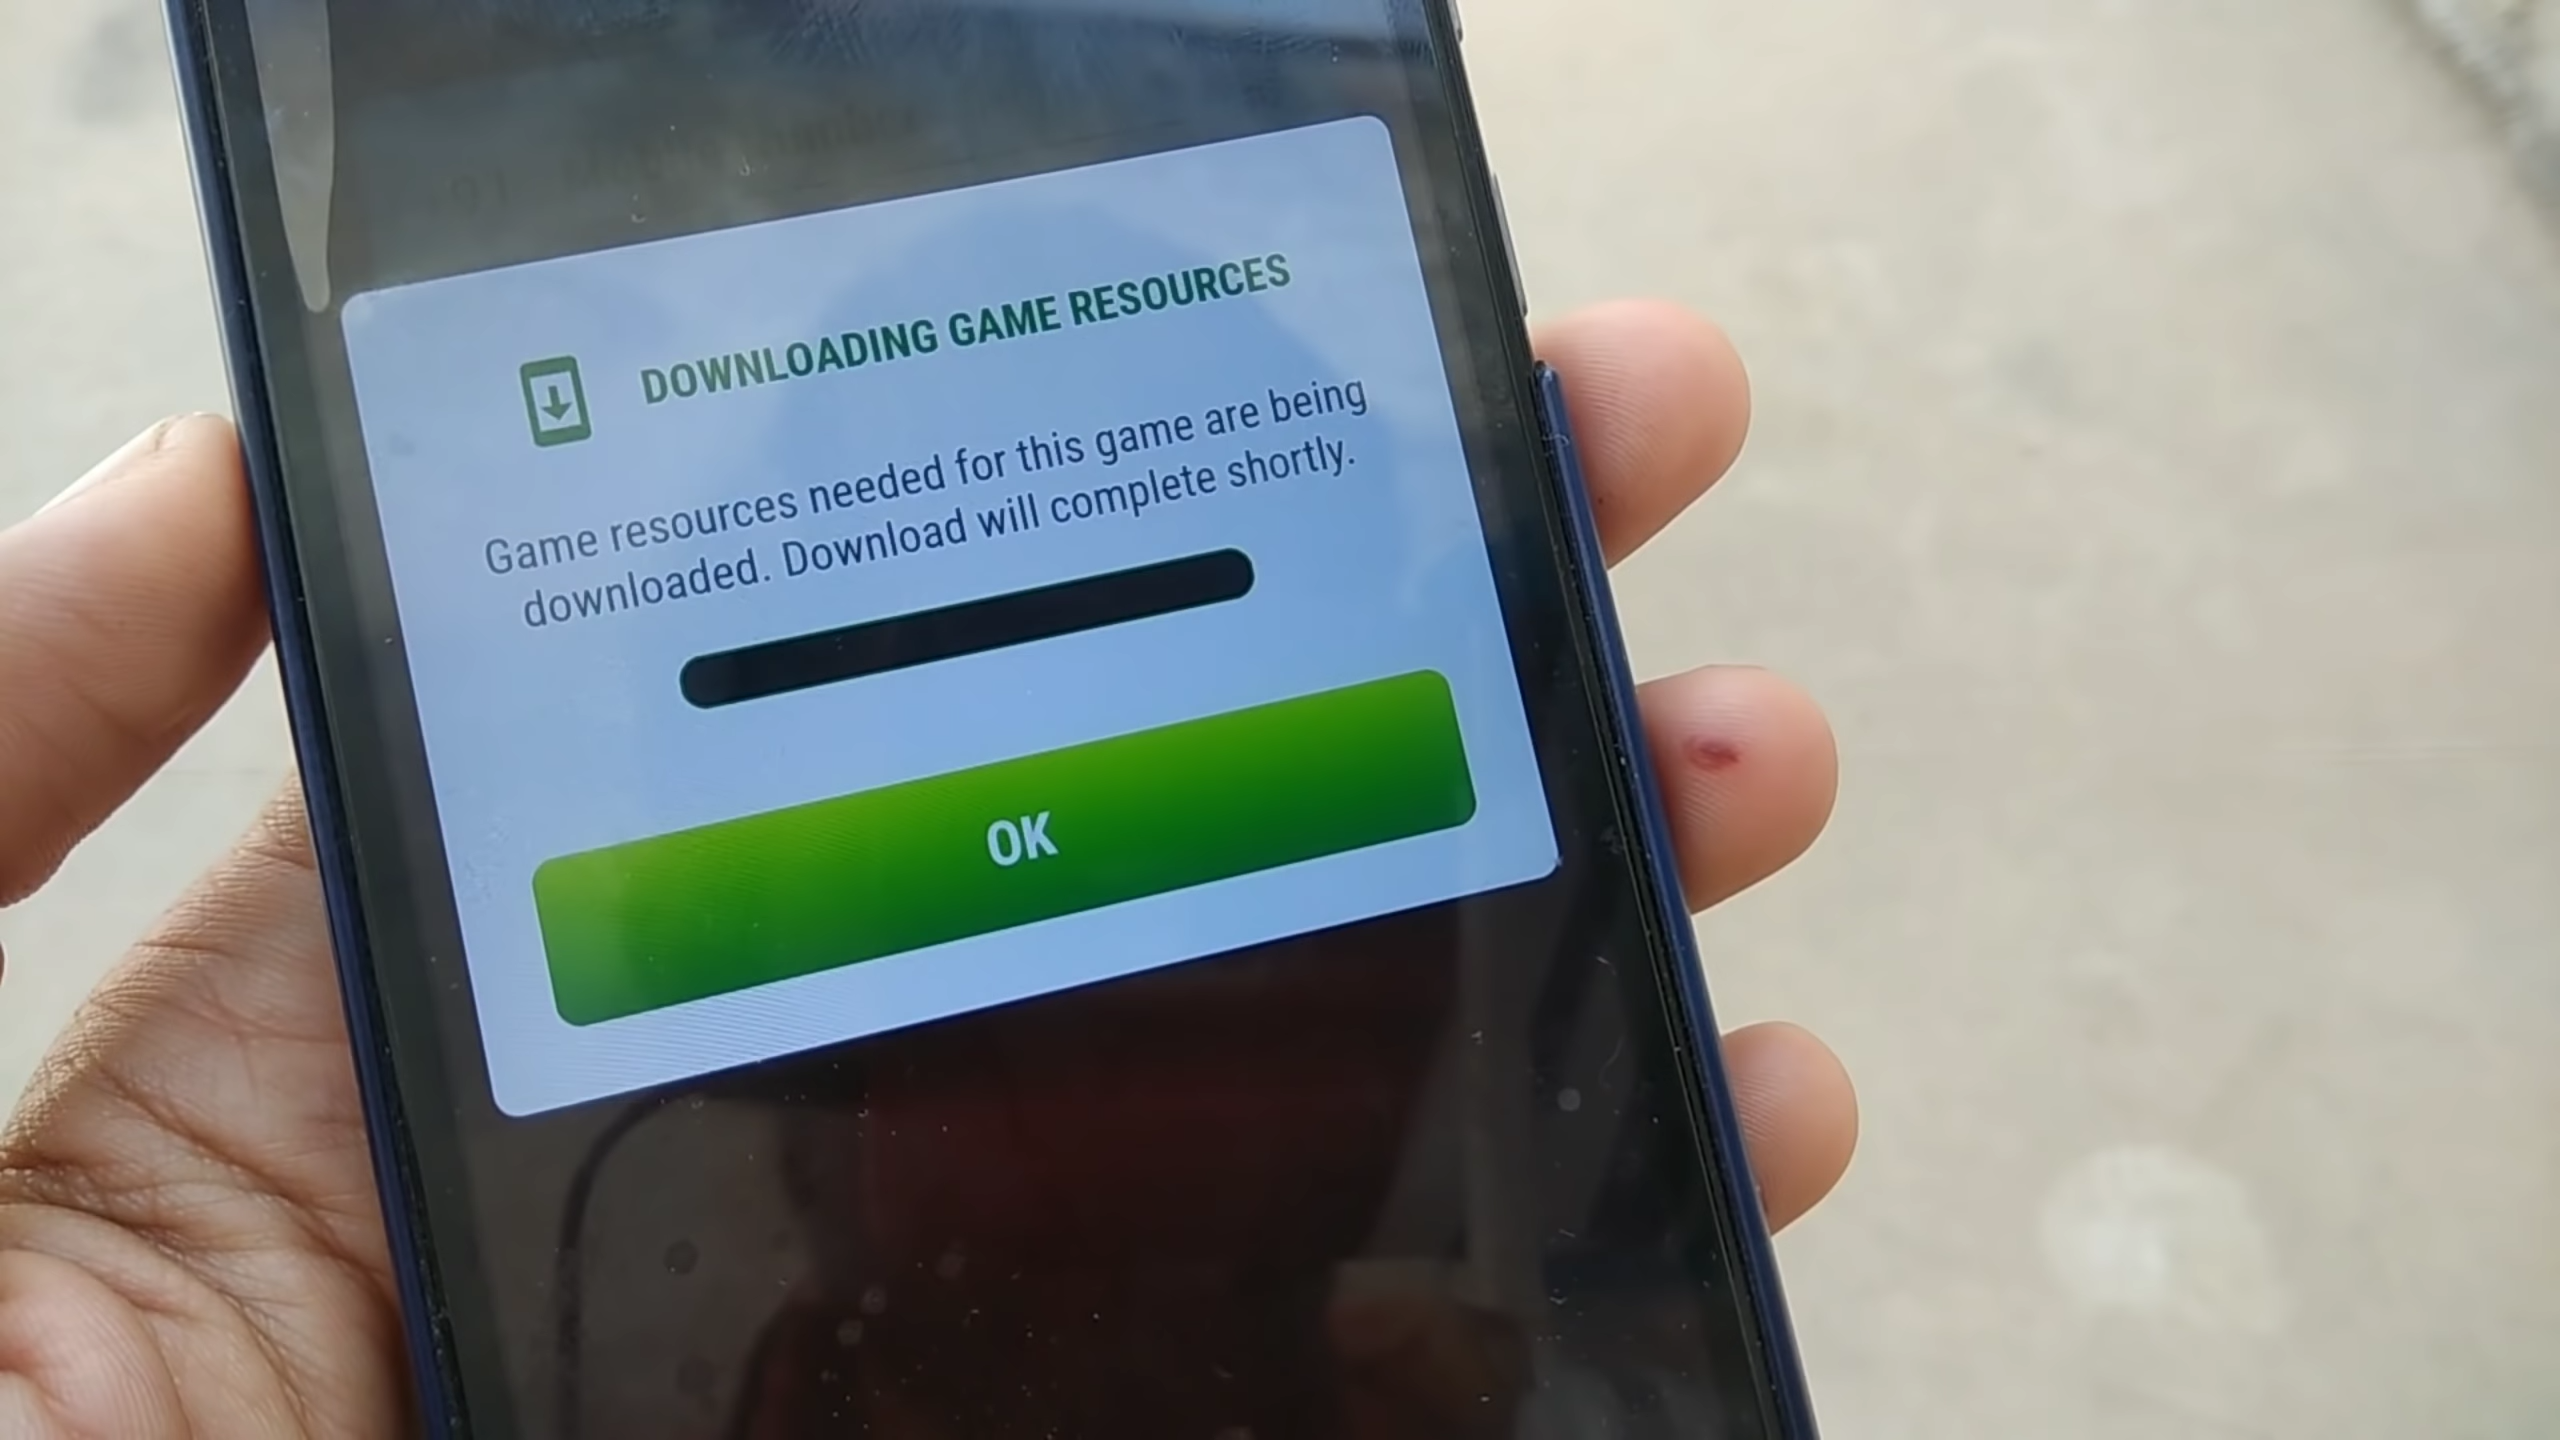 DOWNLOADING GAME RESOURCES
Game resources needed for this game are being
downloaded. Download will complete shortly.
OK